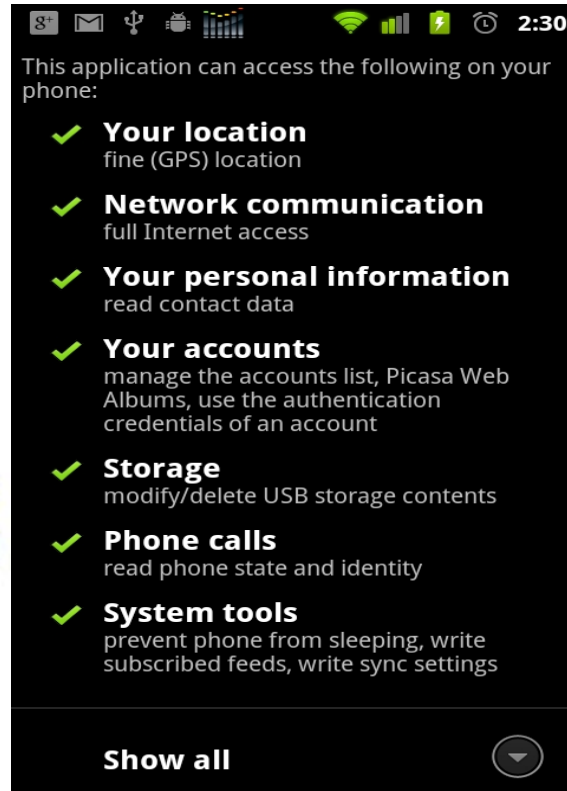 8+ 2:30
This application can access the following on your
phone:
Your location
fine (GPS) location
Network communication
full Internet access
Your personal information
read contact data
Your accounts
manage the accounts list, Picasa Web
Albums, use the authentication
credentials of an account
Storage
modify/delete USB storage contents
Phone calls
read phone state and identity
System tools
prevent phone from sleeping, write
subscribed feeds, write sync settings
Show all